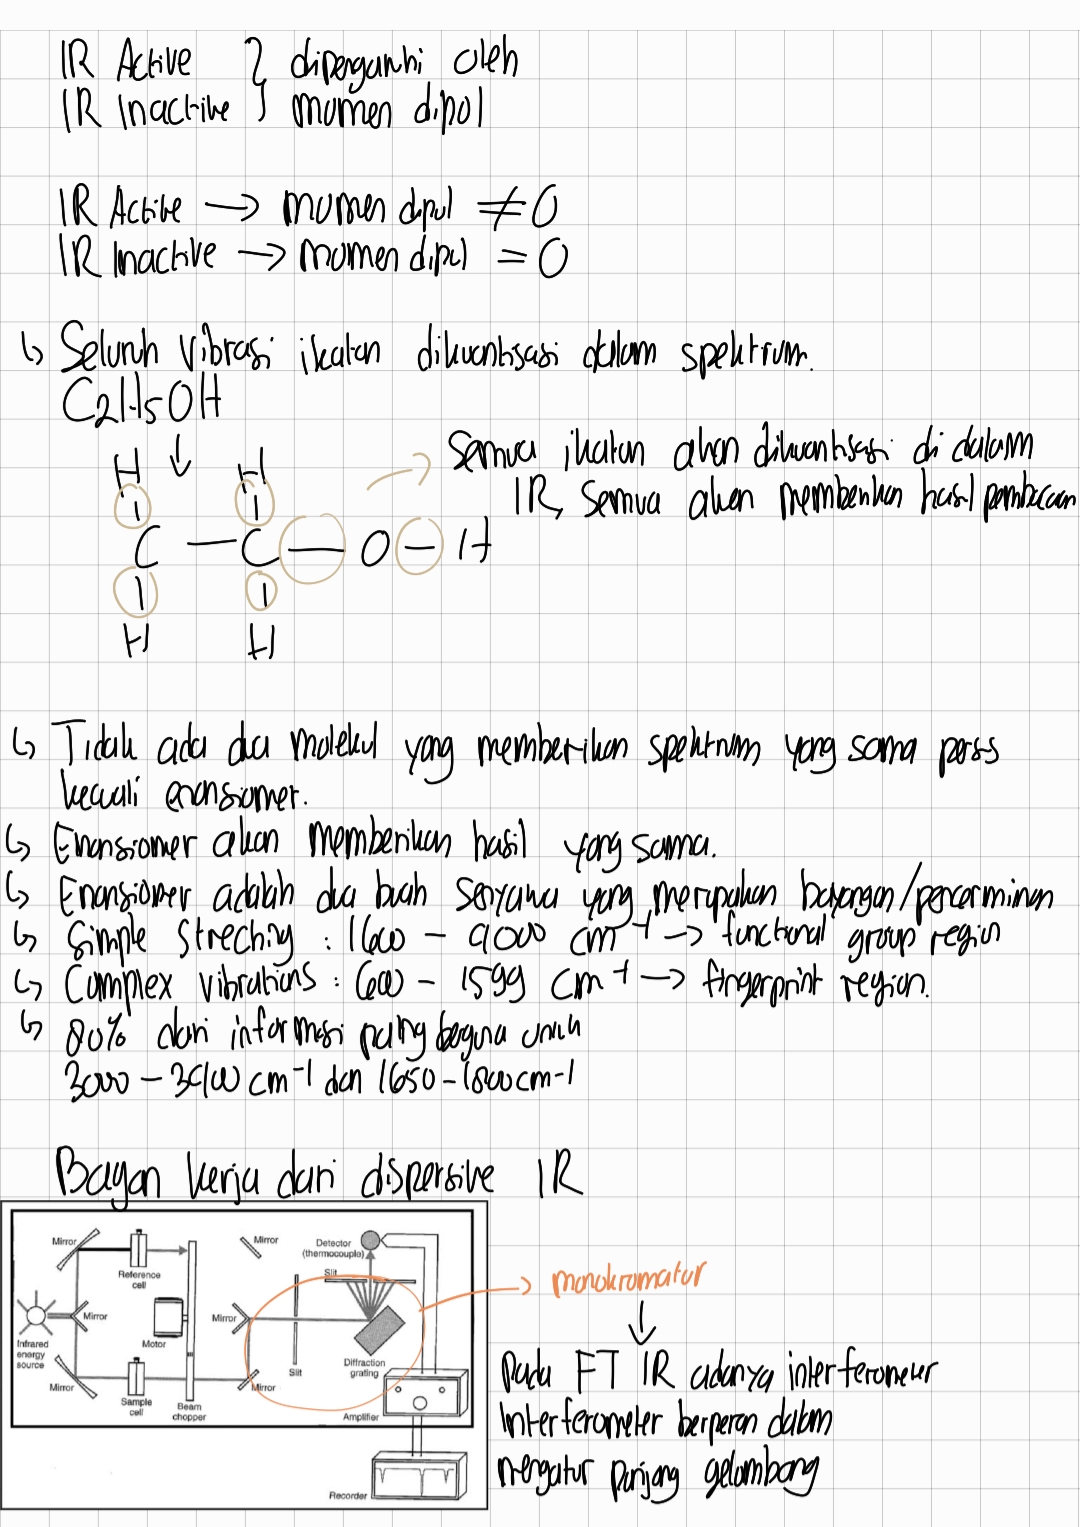 IR Active } dipengaruhi oleh
IR Inactive } momen dipol
IR Active → momen dipol ≠ 0
IR Inactive → momen dipol = 0
↳ Seluruh vibrasi ikatan dikuantisasi dalam spektrum.
C2H5OH
↓
Semua ikatan akan dikuantisasi di dalam
IR, semua akan memberikan hasil pembacaan
H H
C — C — O — H
H H
↳ Tidak ada dua molekul yang memberikan spektrum yang sama persis
kecuali enansiomer.
↳ Enansiomer akan memberikan hasil yang sama.
↳ Enansiomer adalah dua buah senyawa yang merupakan bayangan/pencerminan
↳ Simple Streching : 1600 – 4000 cm⁻¹ → functional group region
↳ Complex vibrations : 600 – 1599 cm⁻¹ → fingerprint region.
↳ 80% dari informasi paling berguna untuk
3000 – 3400 cm⁻¹ dan 1650 – 1800 cm-1
Bagan kerja dari dispersive IR
Mirror
Reference
cell
Mirror
Detector
(thermocouple)
Slit
→ monokromatur
↓
Infrared
energy
source
Mirror
Motor
Mirror
Mirror
Sample
cell
Beam
chopper
Mirror
Slit
Diffraction
grating
Amplifier
Recorder
Pada FT IR adanya interferometer
Interferometer berperan dalam
mengatur panjang gelombang